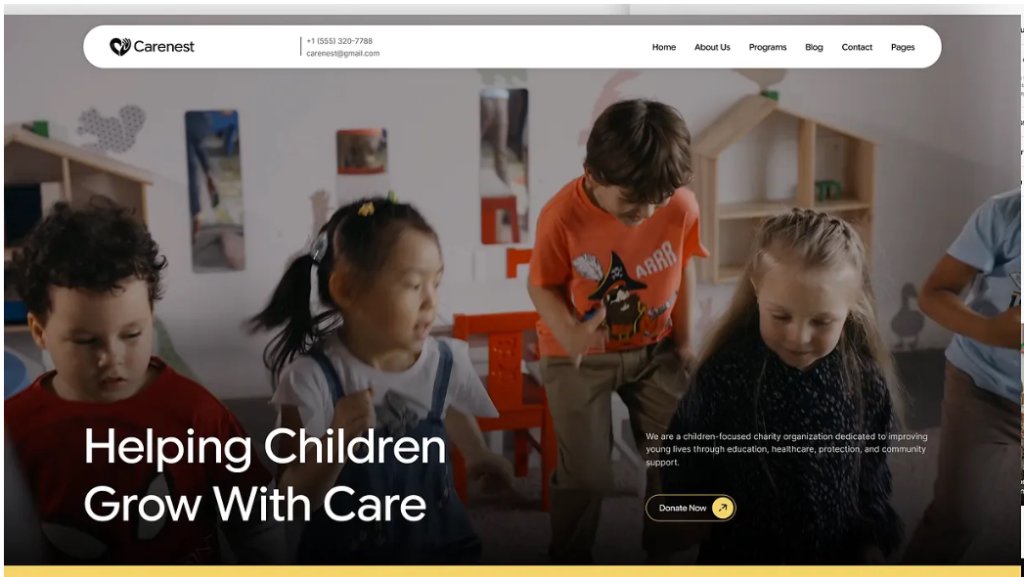 Carenest
+1 (555) 320-7788
carenest@gmail.com
Home
About Us
Programs
Blog
Contact
Pages
ARRR
Helping Children
Grow With Care
We are a children-focused charity organization dedicated to improving
young lives through education, healthcare, protection, and community
support.
Donate Now